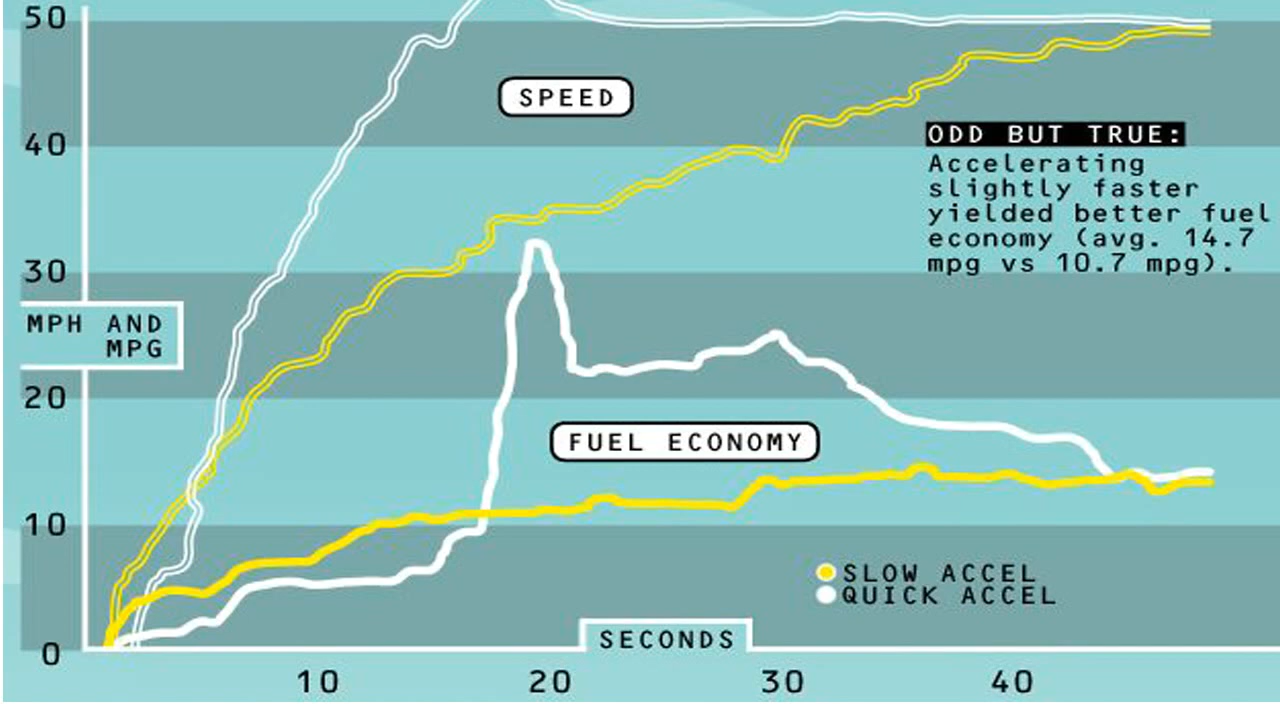 50
SPEED
40
ODD BUT TRUE:
Accelerating
slightly faster
yielded better fuel
economy (avg. 14.7
mpg vs 10.7 mpg).
30
MPH AND
MPG
20
FUEL ECONOMY
10
SLOW ACCEL
QUICK ACCEL
SECONDS
0
10 20 30 40